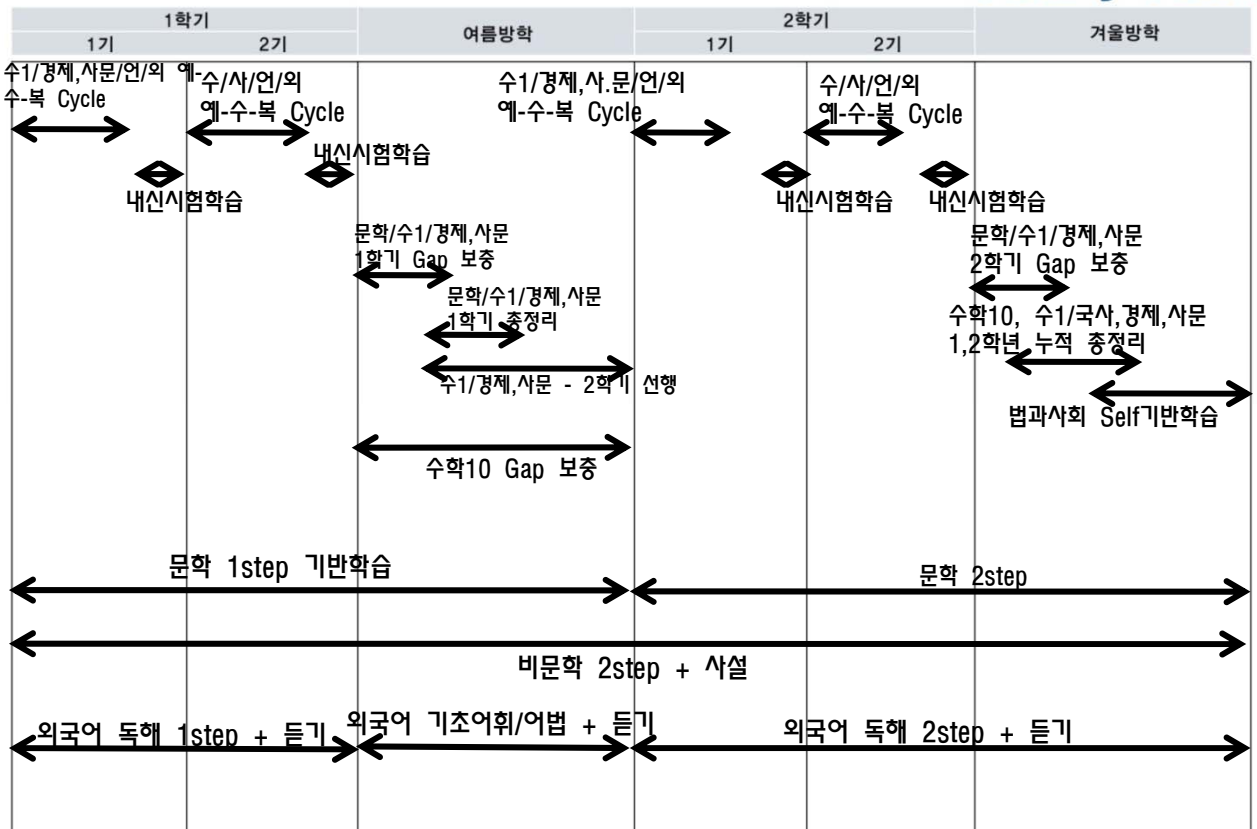 1학기
여름방학
2학기
겨울방학
1기
2기
1기
2기
수1/경제,사문/언/외 예-
수-복 Cycle
수/사/언/외
예-수-복 Cycle
수1/경제,사.문/언/외
예-수-복 Cycle
수/사/언/외
예-수-복 Cycle
내신시험학습
내신시험학습
내신시험학습
내신시험학습
문학/수1/경제,사문
1학기 Gap 보충
문학/수1/경제,사문
2학기 Gap 보충
문학/수1/경제,사문
1학기 총정리
수학10, 수1/국사,경제,사문
1,2학년 누적 총정리
수1/경제,사문 - 2학기 선행
법과사회 Self기반학습
수학10 Gap 보충
문학 1step 기반학습
문학 2step
비문학 2step + 사설
외국어 독해 1step + 듣기
외국어 기초어휘/어법 + 듣기
외국어 독해 2step + 듣기